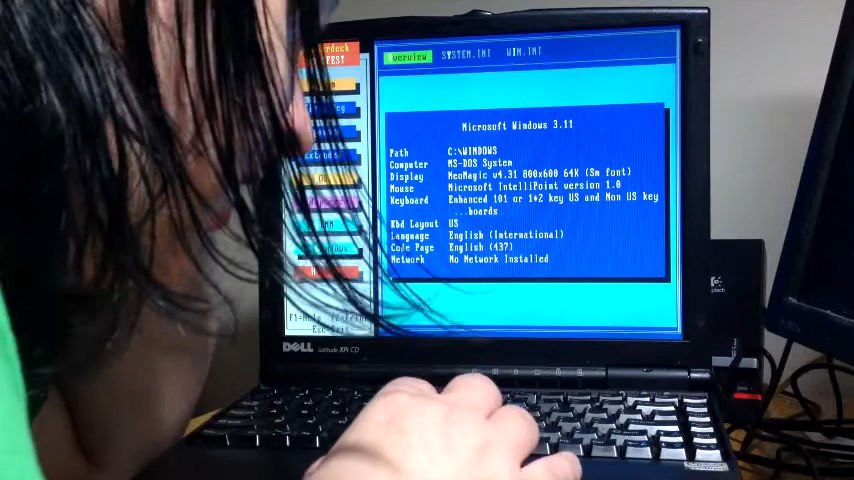 Overview SYSTEM.INI WIN.INI
Microsoft Windows 3.11
Path C:\WINDOWS
Computer MS-DOS System
Display NeoMagic v4.31 800x600 64K (Sm font)
Mouse Microsoft IntelliPoint version 1.0
Keyboard Enhanced 101 or 102 key US and Non US key
...boards
Kbd Layout US
Language English (International)
Code Page English (437)
Network No Network Installed
DELL Latitude XPi CD